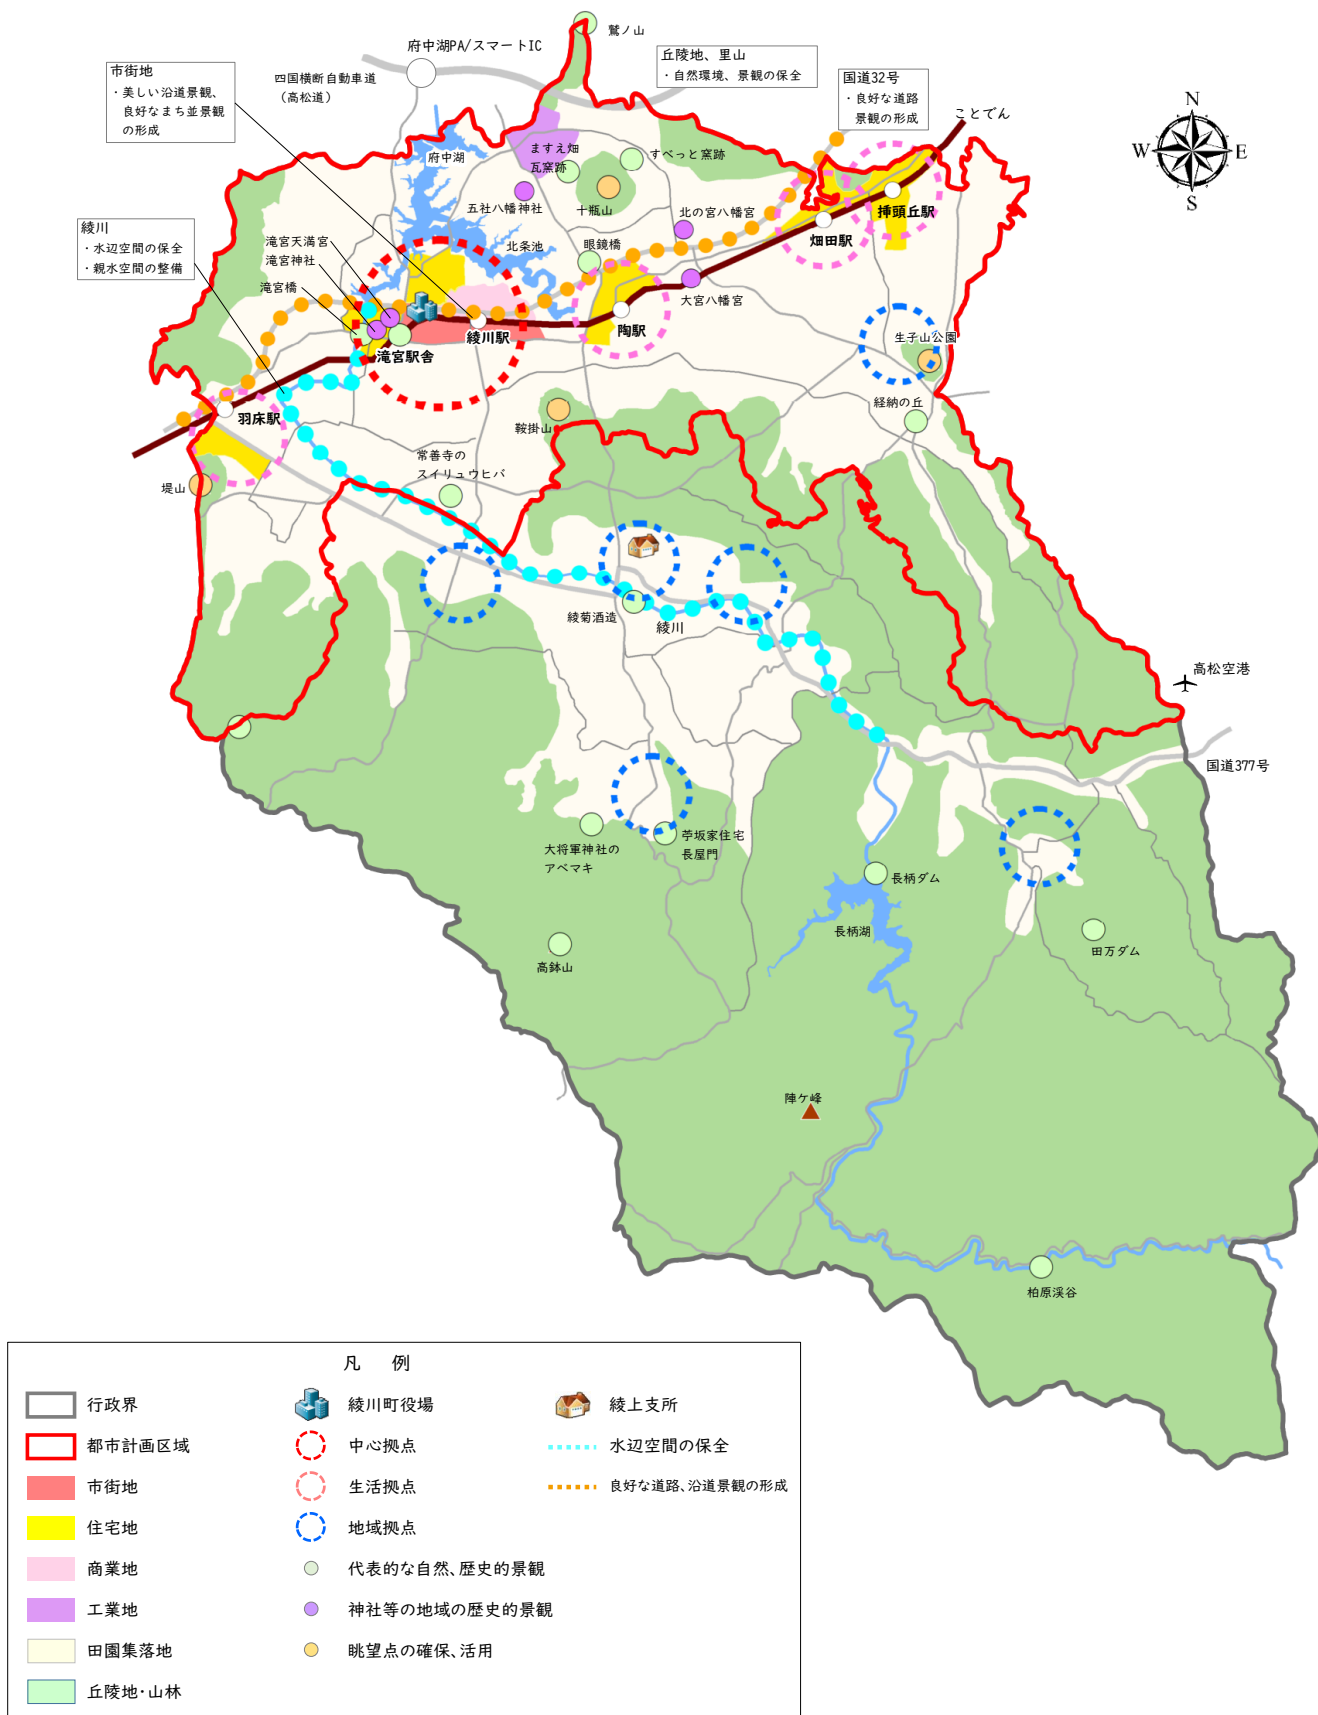 鷲ノ山
府中湖PA/スマートIC
四国横断自動車道
（高松道）
丘陵地、里山
・自然環境、景観の保全
市街地
・美しい沿道景観、
良好なまち並景観
の形成
国道32号
・良好な道路
景観の形成
ことでん
N
W
E
S
府中湖
ますえ畑
瓦窯跡
すべっと窯跡
五社八幡神社
十瓶山
挿頭丘駅
北の宮八幡宮
畑田駅
綾川
・水辺空間の保全
・親水空間の整備
滝宮天満宮
滝宮神社
滝宮橋
北条池
眼鏡橋
大宮八幡宮
綾川駅
陶駅
滝宮駅舎
生子山公園
羽床駅
経納の丘
鞍掛山
常善寺の
スイリュウヒバ
堤山
綾菊酒造
綾川
高松空港
国道377号
大将軍神社の
アベマキ
苧坂家住宅
長屋門
長柄ダム
長柄湖
田万ダム
高鉢山
陣ケ峰
柏原渓谷
凡 例
行政界
都市計画区域
市街地
住宅地
商業地
工業地
田園集落地
丘陵地・山林
綾川町役場
中心拠点
生活拠点
地域拠点
代表的な自然、歴史的景観
神社等の地域の歴史的景観
眺望点の確保、活用
綾上支所
水辺空間の保全
良好な道路、沿道景観の形成